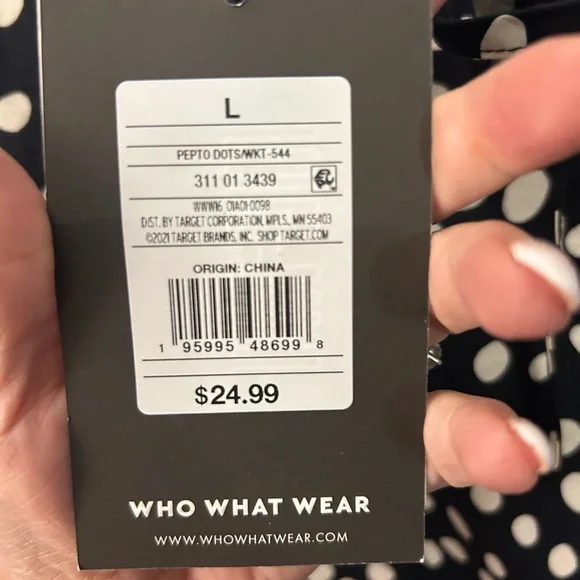 L
PEPTO DOTS/WKT-544
311 01 3439
WWW16 01A01-0098
DIST. BY TARGET CORPORATION, MPLS, MN 55403
©2021 TARGET BRANDS, INC. SHOP TARGET.COM
ORIGIN: CHINA
1 95995 48699 8
$24.99
WHO WHAT WEAR
WWW.WHOWHATWEAR.COM